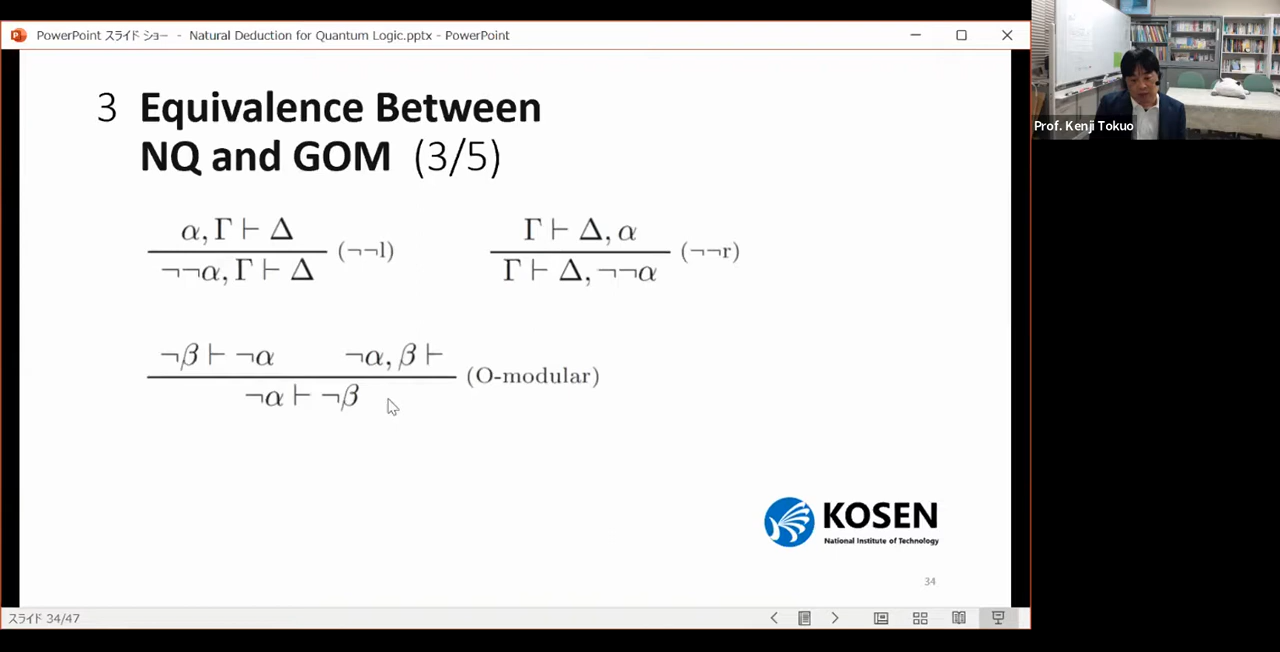 PowerPoint スライド ショー - Natural Deduction for Quantum Logic.pptx - PowerPoint
Prof. Kenji Tokuo
3 Equivalence Between
NQ and GOM (3/5)
α, Γ ⊢ Δ
¬¬α, Γ ⊢ Δ
(¬¬l)
Γ ⊢ Δ, α
Γ ⊢ Δ, ¬¬α
(¬¬r)
¬β ⊢ ¬α ¬α, β ⊢
¬α ⊢ ¬β
(O-modular)
KOSEN
National Institute of Technology
34
スライド 34/47